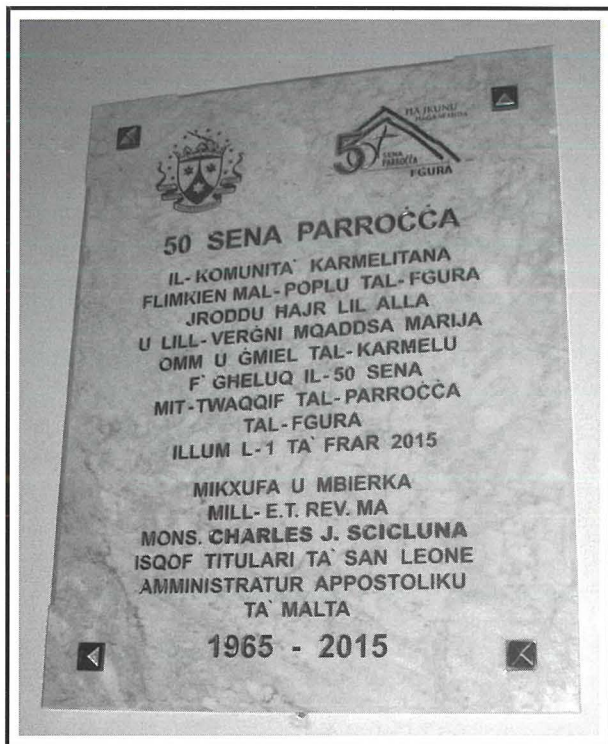 50
SENA
PARROĊĊA
FGURA
50 SENA PARROĊĊA
IL-KOMUNITA` KARMELITANA
FLIMKIEN MAL-POPLU TAL-FGURA
JRODDU ĦAJR LIL ALLA
U LILL-VERĠNI MQADDSA MARIJA
OMM U ĠMIEL TAL-KARMELU
F` GĦELUQ IL-50 SENA
MIT-TWAQQIF TAL-PARROĊĊA
TAL-FGURA
ILLUM L-1 TA` FRAR 2015
MIKXUFA U MBIERKA
MILL-E.T. REV. MA
MONS. CHARLES J. SCICLUNA
ISQOF TITULARI TA` SAN LEONE
AMMINISTRATUR APPOSTOLIKU
TA` MALTA
1965 - 2015